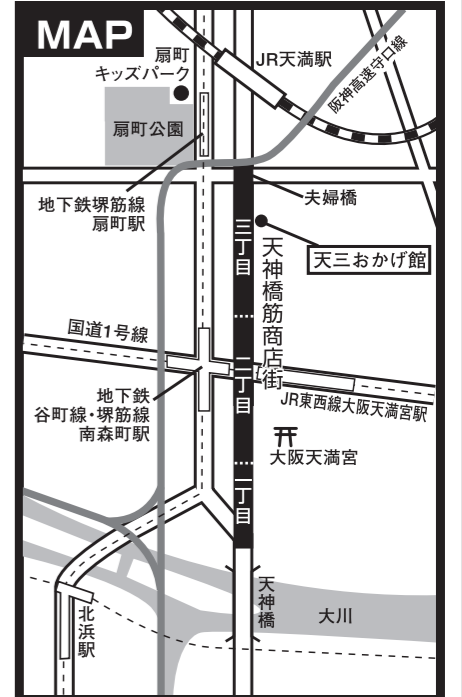 MAP
扇町
キッズパーク
JR天満駅
阪神高速守口線
扇町公園
地下鉄堺筋線
扇町駅
夫婦橋
三丁目
天三おかげ館
天神橋筋商店街
国道1号線
二丁目
地下鉄
谷町線・堺筋線
南森町駅
JR東西線大阪天満宮駅
大阪天満宮
一丁目
天神橋
大川
北浜駅